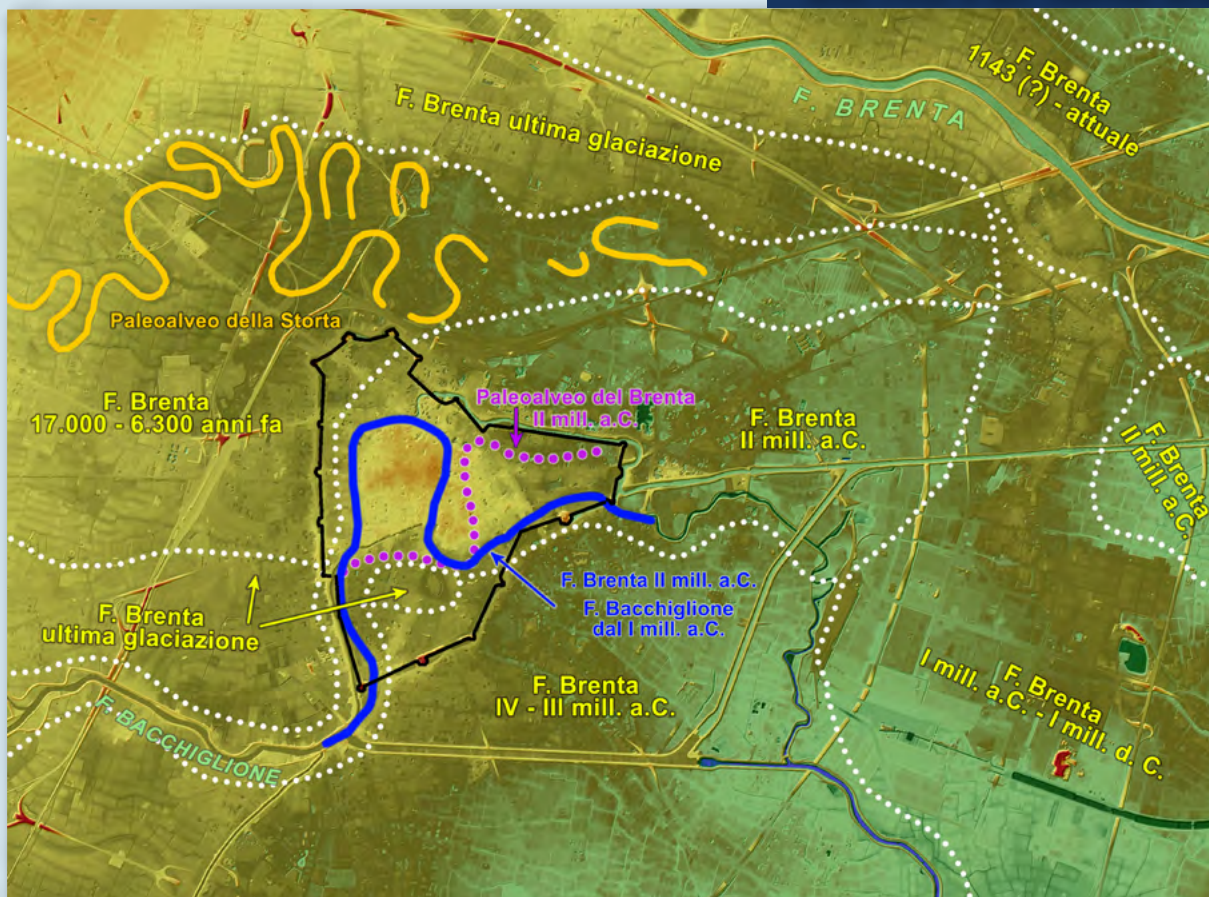 F. Brenta
1143 (?) - attuale
F. BRENTA
F. Brenta ultima glaciazione
Paleoalveo della Storta
F. Brenta
17.000 - 6.300 anni fa
Paleoalveo del Brenta
II mill. a.C.
F. Brenta
II mill. a.C.
F. Brenta
II mill. a.C.
F. Brenta II mill. a.C.
F. Bacchiglione
dal I mill. a.C.
F. Brenta
ultima glaciazione
F. Brenta
IV - III mill. a.C.
F. Brenta
I mill. a.C. - I mill. d. C.
F. BACCHIGLIONE